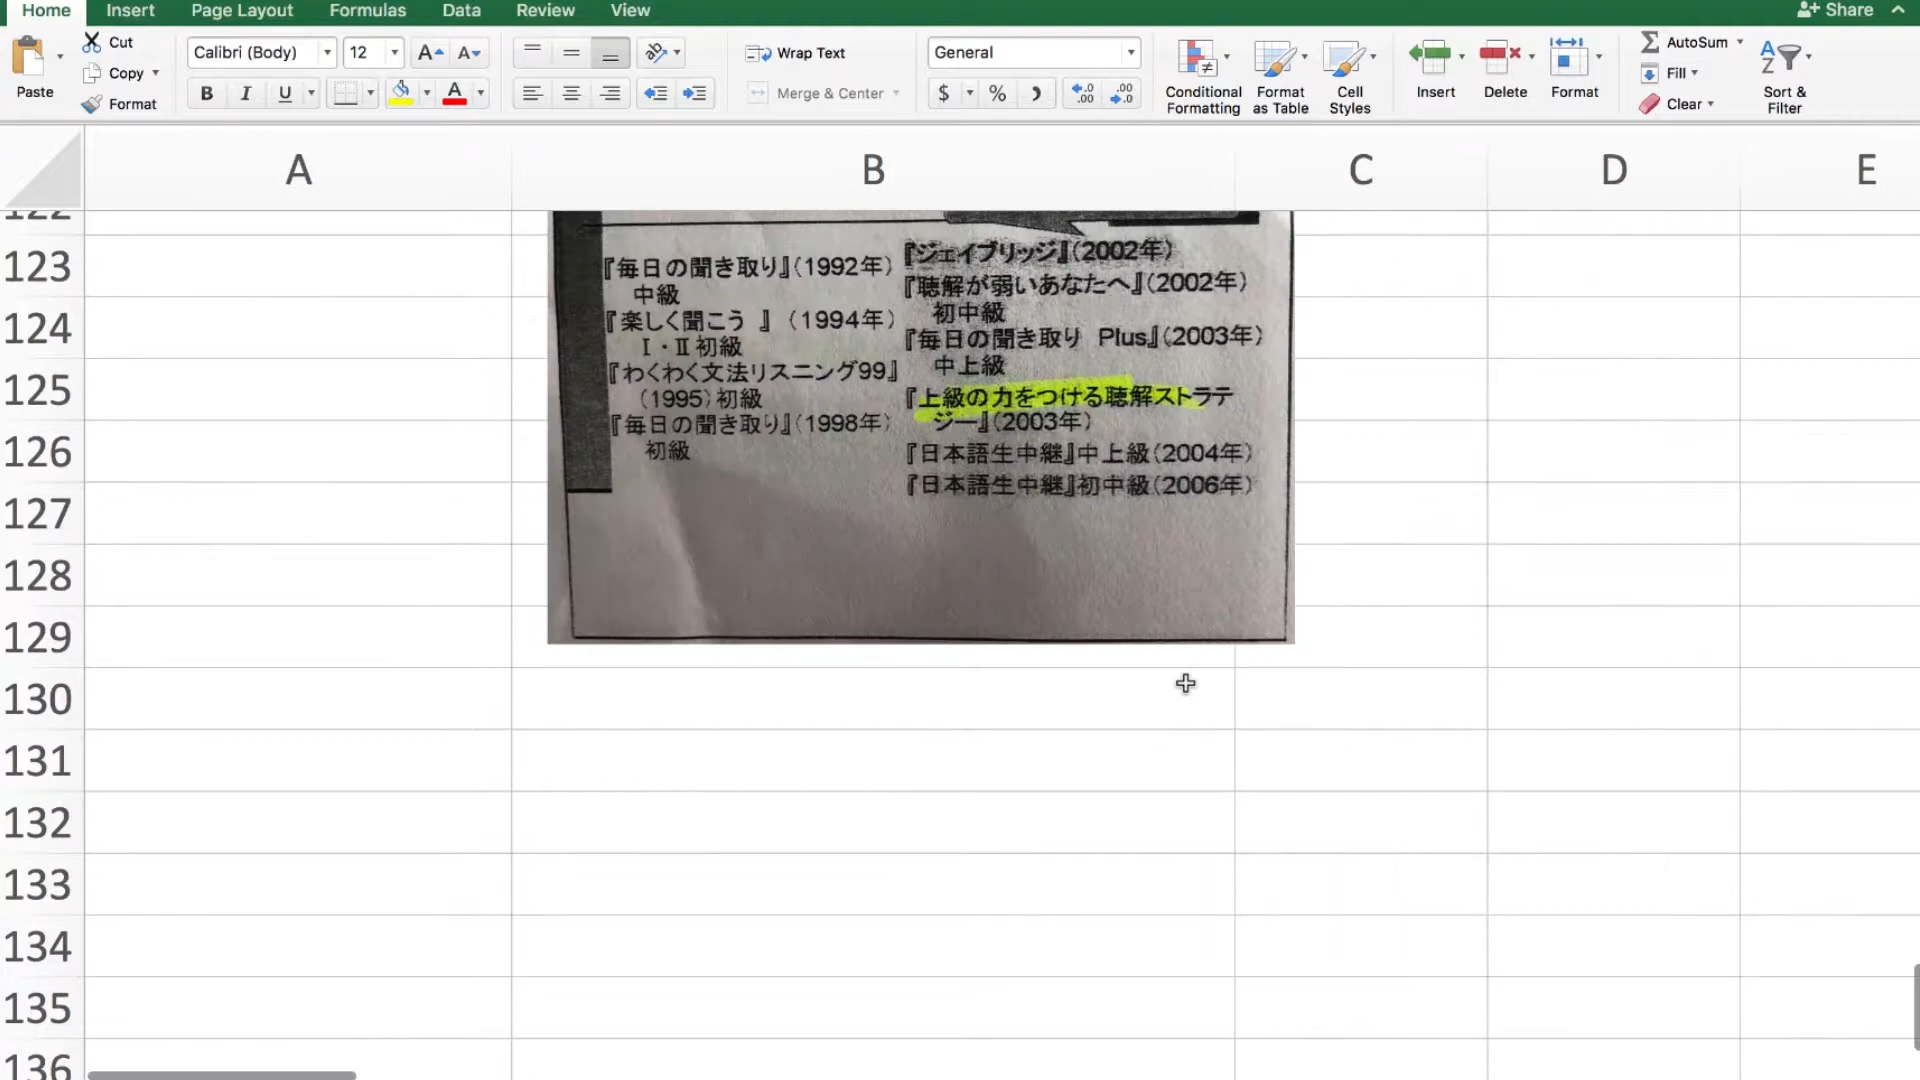 Home Insert Page Layout Formulas Data Review View Share
Cut
Copy
Format
Paste
Calibri (Body) 12
B I U
Wrap Text
Merge & Center
General
$ %
Conditional Formatting
Format as Table
Cell Styles
Insert
Delete
Format
AutoSum
Fill
Clear
Sort & Filter
A B C D E
122
123
124
125
126
127
128
129
130
131
132
133
134
135
136
『毎日の聞き取り』(1992年)
中級
『楽しく聞こう 』 (1994年)
Ⅰ・Ⅱ初級
『わくわく文法リスニング99』
(1995)初級
『毎日の聞き取り』(1998年)
初級
『ジェイブリッジ』(2002年)
『聴解が弱いあなたへ』(2002年)
初中級
『毎日の聞き取り Plus』(2003年)
中上級
『上級の力をつける聴解ストラテ
ジー』(2003年)
『日本語生中継』中上級(2004年)
『日本語生中継』初中級(2006年)